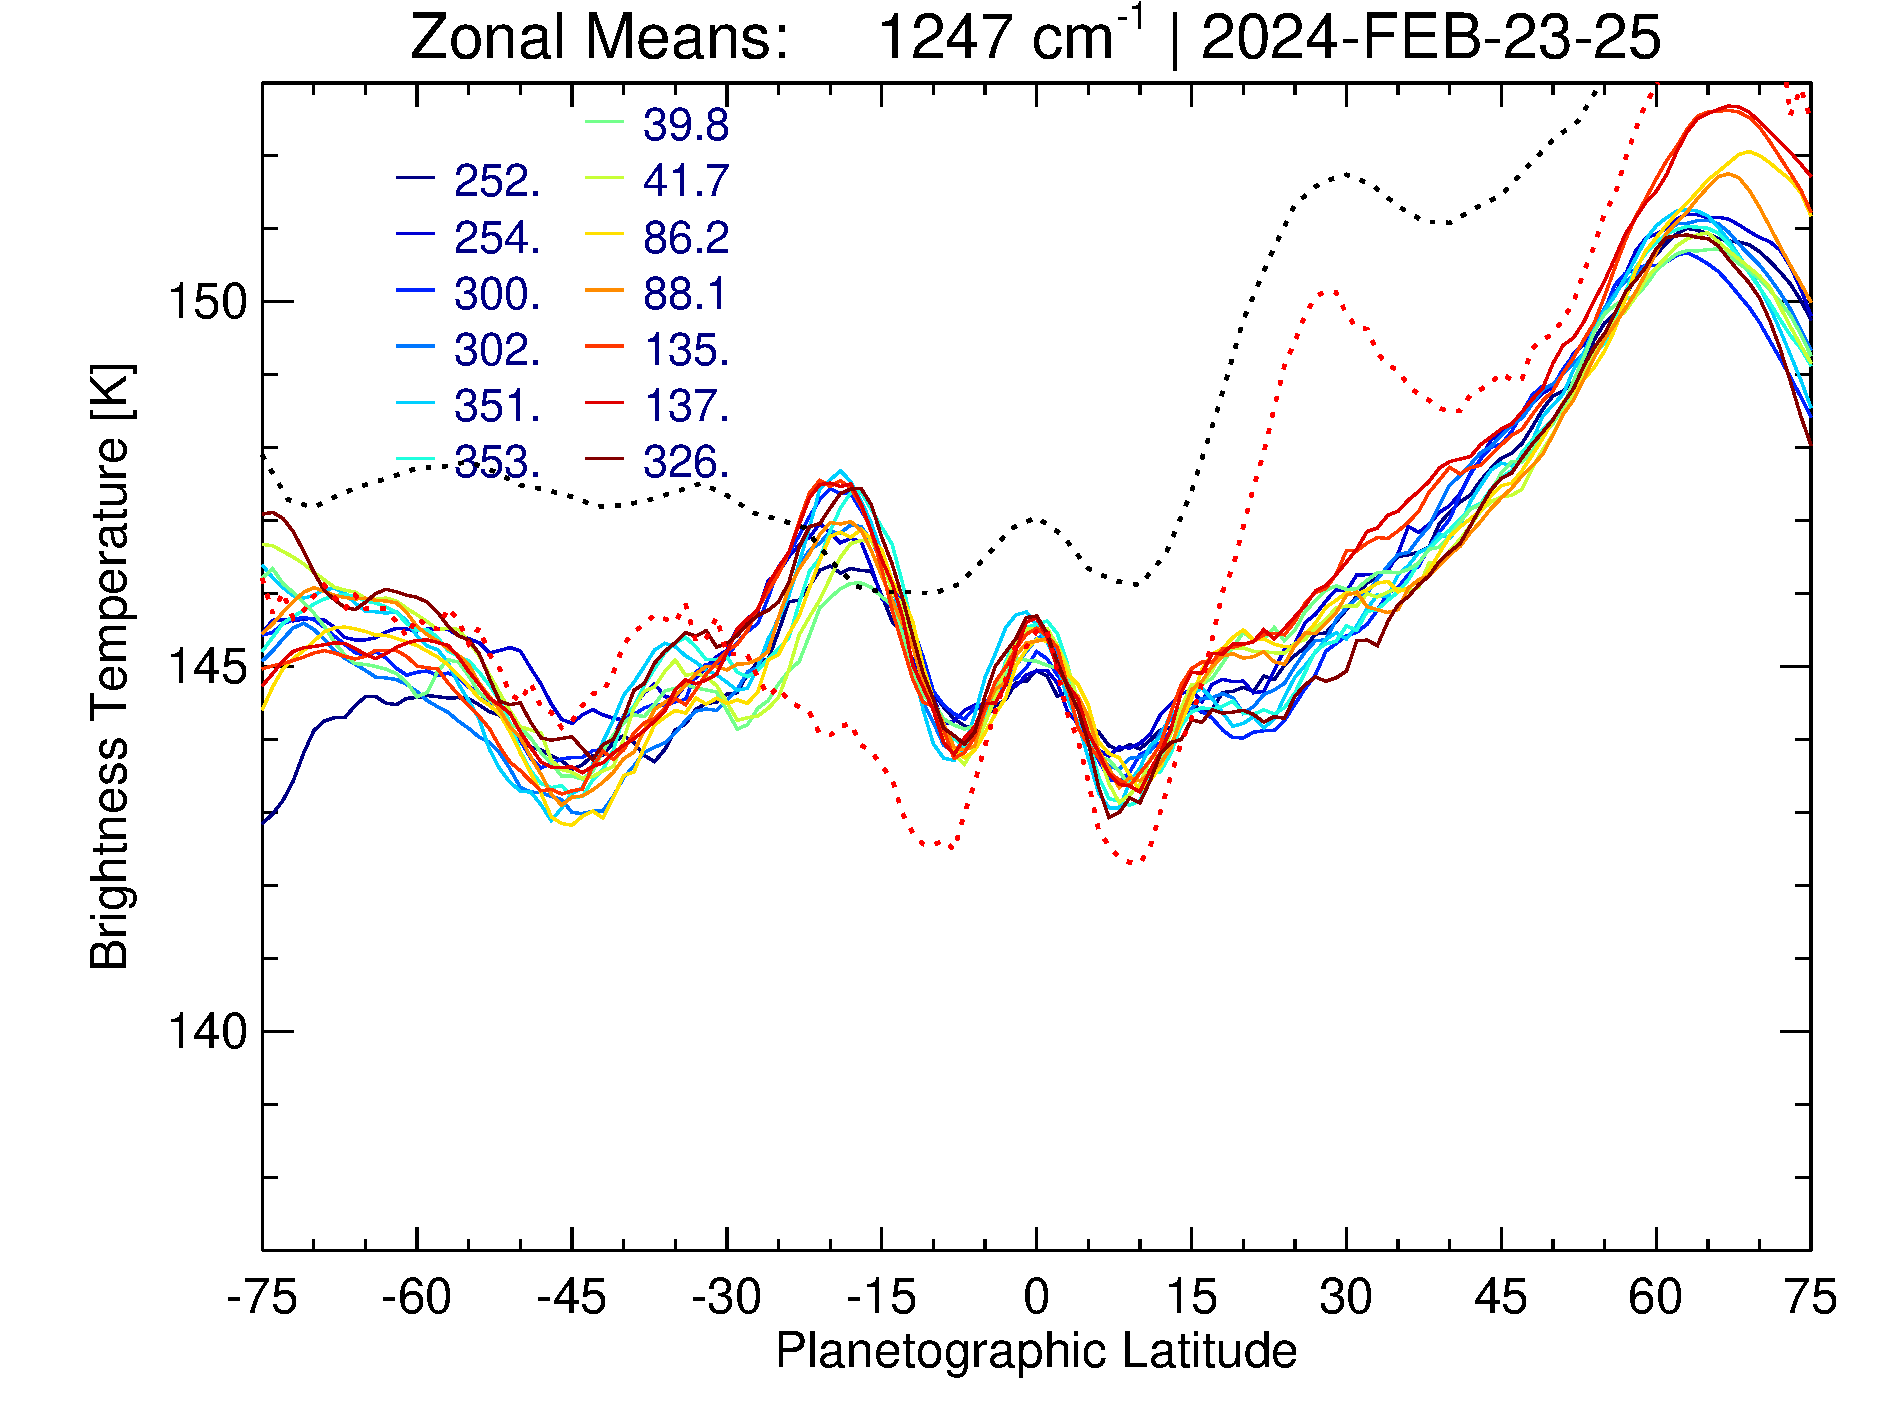 Zonal Means: 1247 cm-1 | 2024-FEB-23-25
39.8
252. 41.7
254. 86.2
300. 88.1
302. 135.
351. 137.
353. 326.
150
145
140
Brightness Temperature [K]
-75 -60 -45 -30 -15 0 15 30 45 60 75
Planetographic Latitude